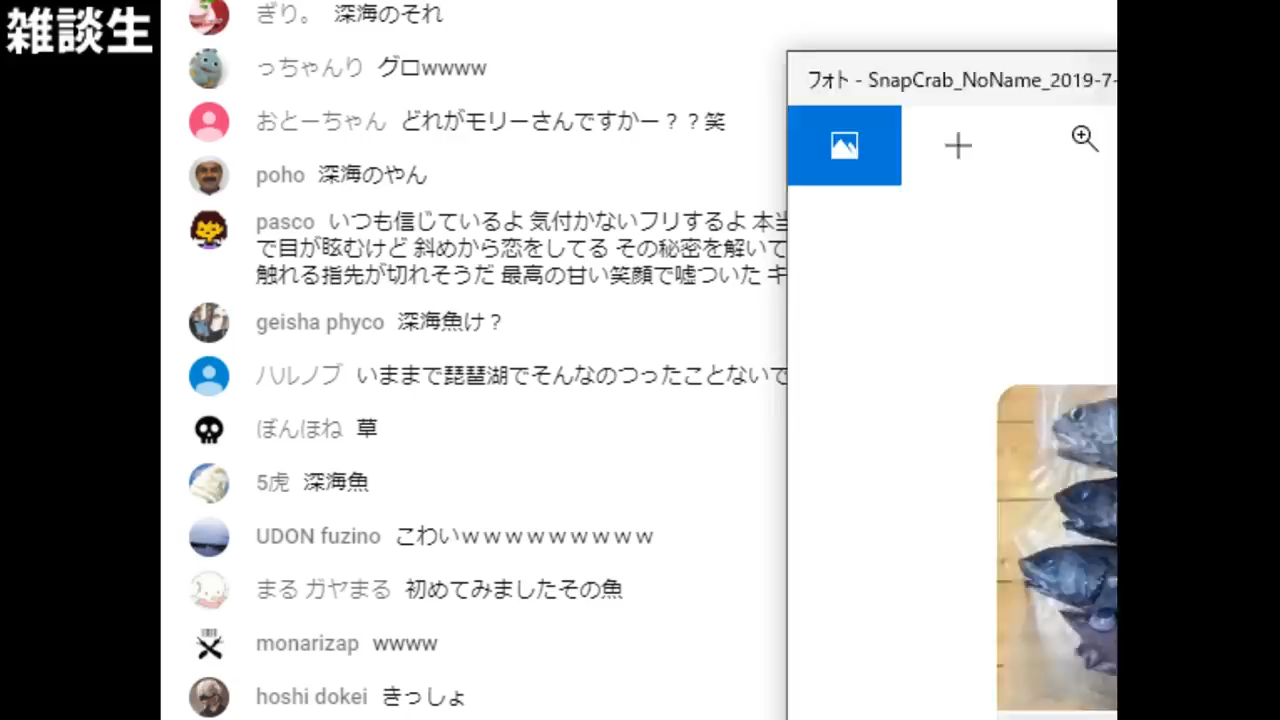 雑談生
ぎり。 深海のそれ
っちゃんり グロwwww
おとーちゃん どれがモリーさんですかー？？笑
poho 深海のやん
pasco いつも信じているよ 気付かないフリするよ 本当
で目が眩むけど 斜めから恋をしてる その秘密を解いて
触れる指先が切れそうだ 最高の甘い笑顔で嘘ついた キ
geisha phyco 深海魚け？
ハルノブ いままで琵琶湖でそんなのつったことないで
ぼんほね 草
5虎 深海魚
UDON fuzino こわいｗｗｗｗｗｗｗｗｗ
まる ガヤまる 初めてみましたその魚
monarizap wwww
hoshi dokei きっしょ
フォト - SnapCrab_NoName_2019-7-